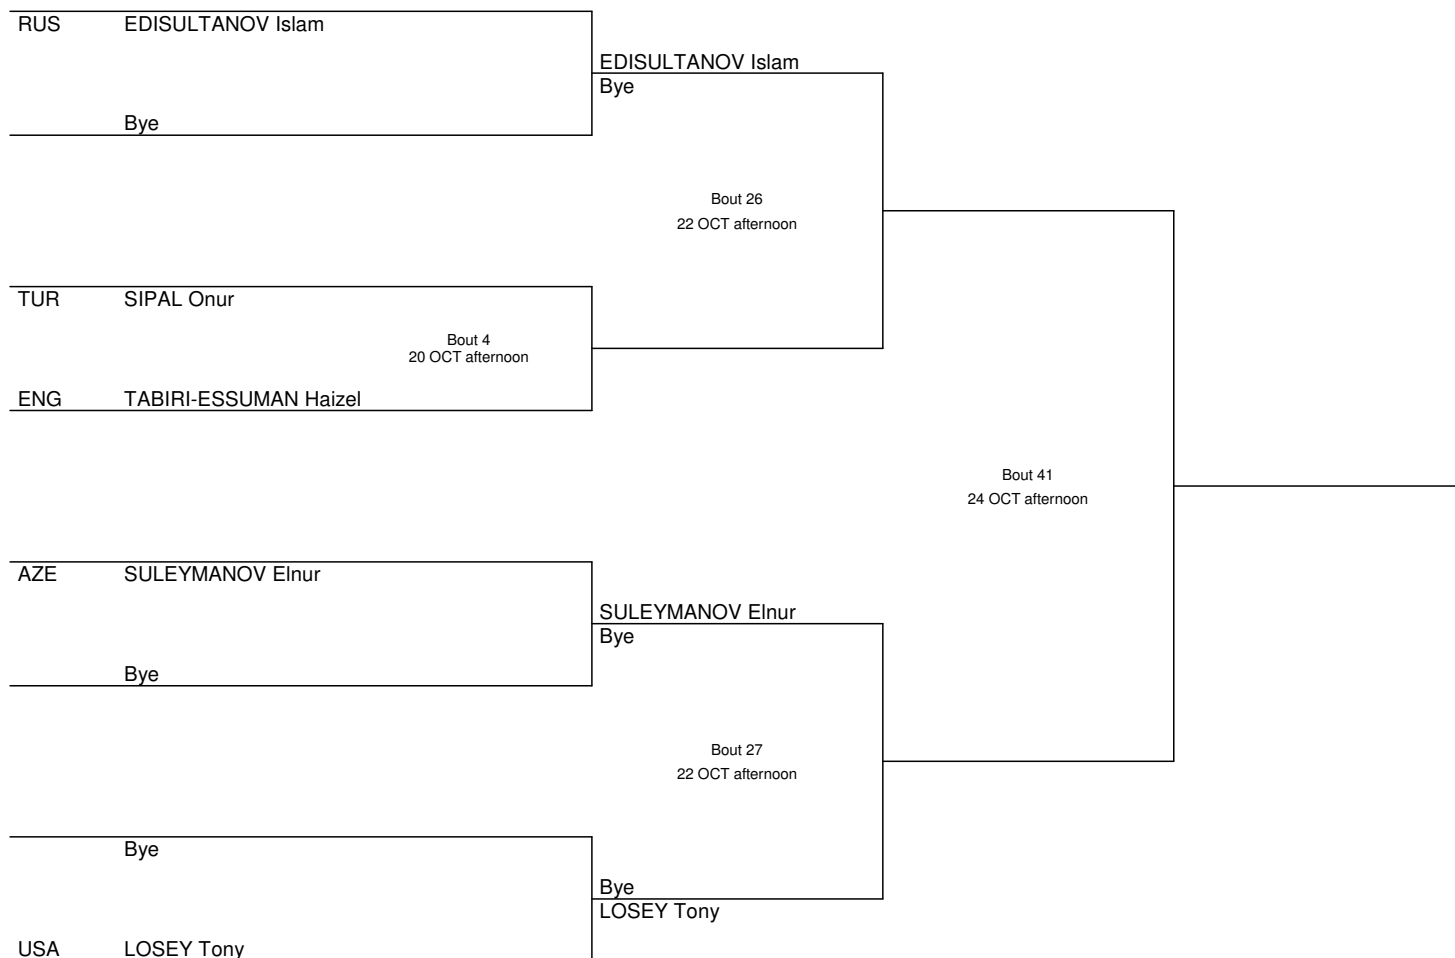 RUS EDISULTANOV Islam
EDISULTANOV Islam
Bye
Bye
Bout 26
22 OCT afternoon
TUR SIPAL Onur
Bout 4
20 OCT afternoon
ENG TABIRI-ESSUMAN Haizel
Bout 41
24 OCT afternoon
AZE SULEYMANOV Elnur
SULEYMANOV Elnur
Bye
Bye
Bout 27
22 OCT afternoon
Bye
Bye
LOSEY Tony
USA LOSEY Tony